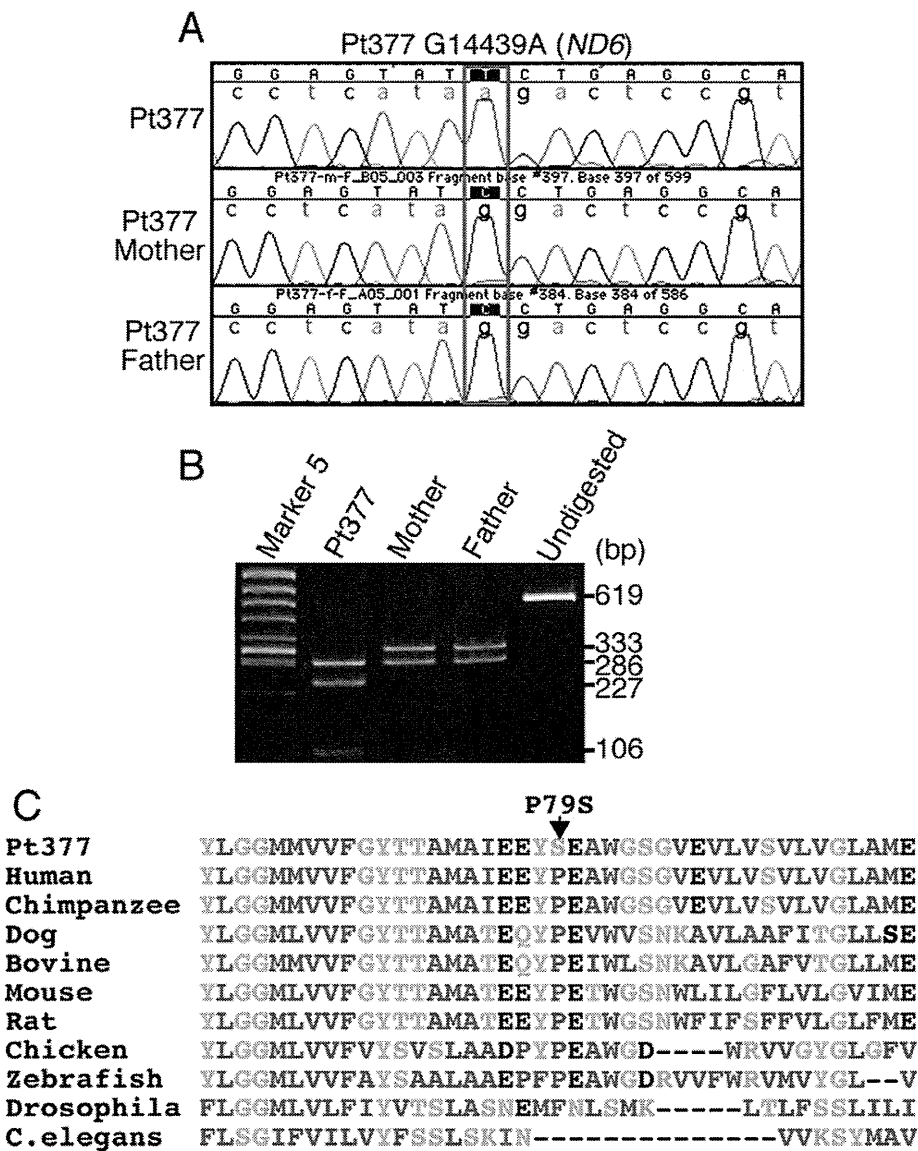 A
Pt377 G14439A (ND6)
G G A G T A T T C T G A G G C A
c c t c a t a a g a c t c c g t
Pt377
Pt377-m-F_B05_003 Fragment base #397. Base 397 of 599
G G A G T A T C C T G A G G C A
c c t c a t a g g a c t c c g t
Pt377
Mother
Pt377-f-F_A05_001 Fragment base #384. Base 384 of 586
G G A G T A T C C T G A G G C A
c c t c a t a g g a c t c c g t
Pt377
Father
B
Marker 5 Pt377 Mother Father Undigested
(bp)
619
333
286
227
106
C
P79S
Pt377 YLGGMMVVFGYTTAMAIEEYSEAWGSGVEVLVSVLVGLAME
Human YLGGMMVVFGYTTAMAIEEYPEAWGSGVEVLVSVLVGLAME
Chimpanzee YLGGMMVVFGYTTAMAIEEYPEAWGSGVEVLVSVLVGLAME
Dog YLGGMLVVFGYTTAMATEQYPEVWVSNKAVLAAFITGLLSE
Bovine YLGGMLVVFGYTTAMATEQYPEIWLSNKAVLGAFVTGLLME
Mouse YLGGMLVVFGYTTAMATEEYPETWGSNWLILGFLVLGVIME
Rat YLGGMLVVFGYTTAMATEEYPETWGSNWFIFSFFVLGLFME
Chicken YLGGMLVVFVYSVSLAADPYPEAWGD----WRVVGYGLGFV
Zebrafish YLGGMLVVFAYSAALAAEPFPEAWGDRVVFWRVMVYGL--V
Drosophila FLGGMLVLFIYVTSLASNEMFNLSMK-----LTLFSSLILI
C.elegans FLSGIFVILVYFSSLSKIN--------------VVKSYMAV